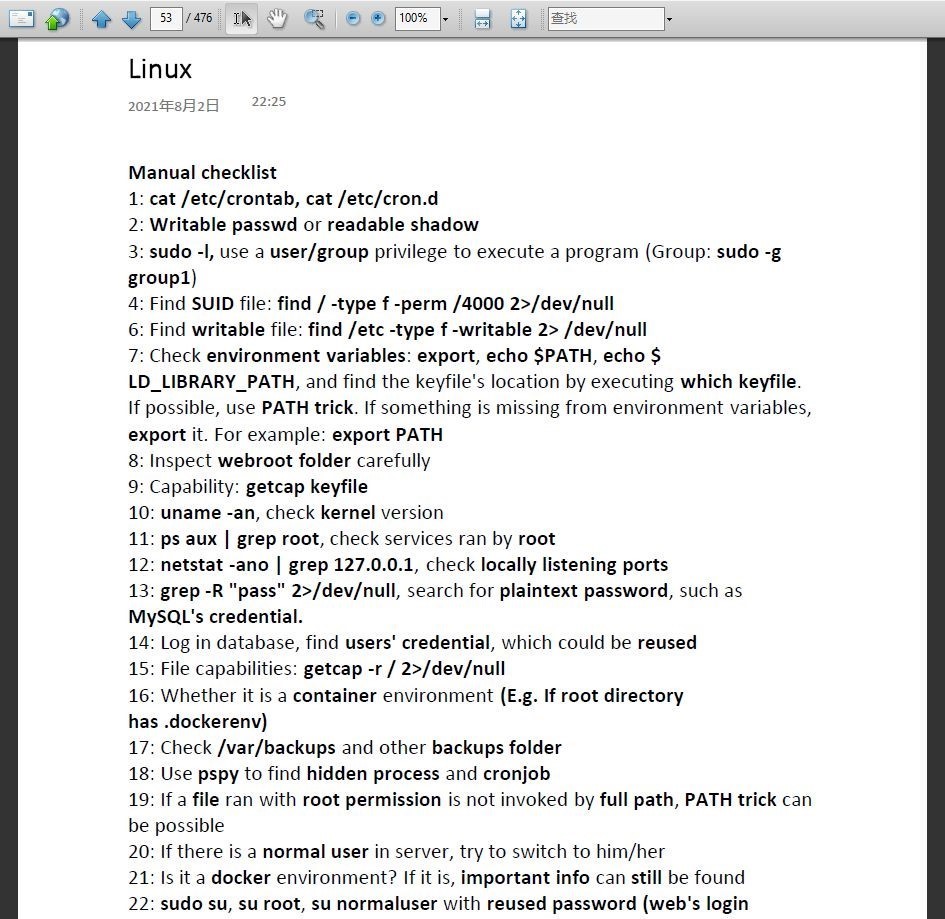 53 / 476 100% 查找
Linux
2021年8月2日 22:25
Manual checklist
1: cat /etc/crontab, cat /etc/cron.d
2: Writable passwd or readable shadow
3: sudo -l, use a user/group privilege to execute a program (Group: sudo -g
group1)
4: Find SUID file: find / -type f -perm /4000 2>/dev/null
6: Find writable file: find /etc -type f -writable 2> /dev/null
7: Check environment variables: export, echo $PATH, echo $
LD_LIBRARY_PATH, and find the keyfile's location by executing which keyfile.
If possible, use PATH trick. If something is missing from environment variables,
export it. For example: export PATH
8: Inspect webroot folder carefully
9: Capability: getcap keyfile
10: uname -an, check kernel version
11: ps aux | grep root, check services ran by root
12: netstat -ano | grep 127.0.0.1, check locally listening ports
13: grep -R "pass" 2>/dev/null, search for plaintext password, such as
MySQL's credential.
14: Log in database, find users' credential, which could be reused
15: File capabilities: getcap -r / 2>/dev/null
16: Whether it is a container environment (E.g. If root directory
has .dockerenv)
17: Check /var/backups and other backups folder
18: Use pspy to find hidden process and cronjob
19: If a file ran with root permission is not invoked by full path, PATH trick can
be possible
20: If there is a normal user in server, try to switch to him/her
21: Is it a docker environment? If it is, important info can still be found
22: sudo su, su root, su normaluser with reused password (web's login